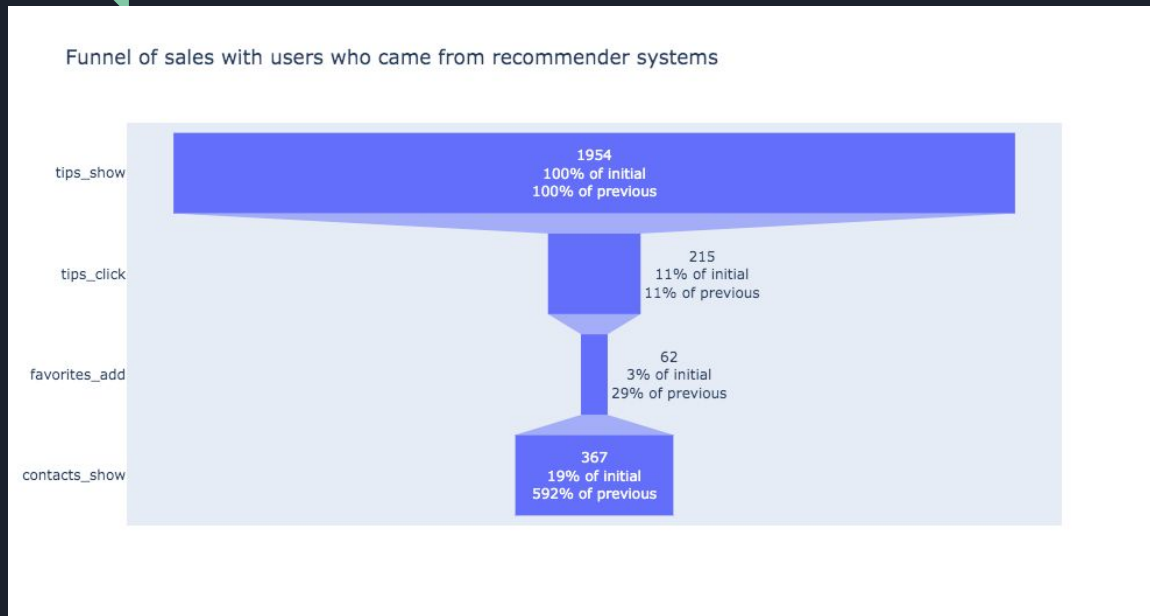 Funnel of sales with users who came from recommender systems
tips_show
1954
100% of initial
100% of previous
tips_click
215
11% of initial
11% of previous
favorites_add
62
3% of initial
29% of previous
contacts_show
367
19% of initial
592% of previous